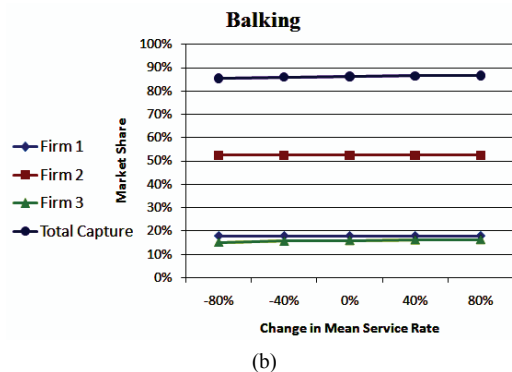 Balking
100%
90%
80%
70%
60%
50%
40%
30%
20%
10%
0%
Market Share
Firm 1
Firm 2
Firm 3
Total Capture
-80%
-40%
0%
40%
80%
Change in Mean Service Rate
(b)